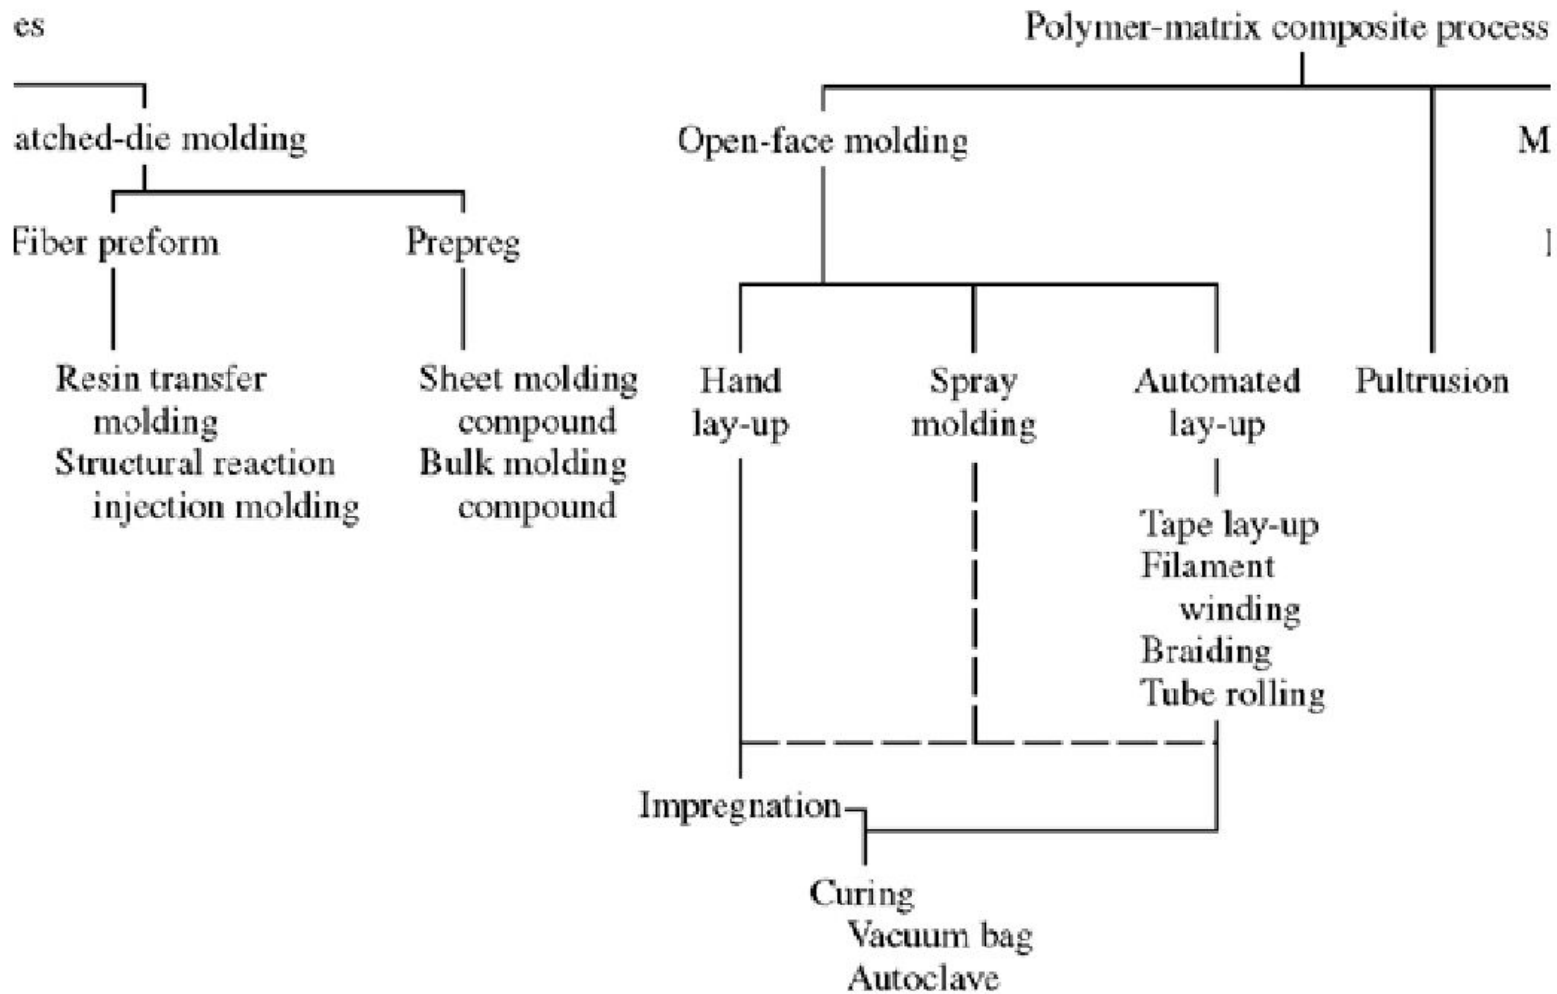 es
Polymer-matrix composite process
atched-die molding
Open-face molding
M
Fiber preform
Prepreg
Resin transfer
molding
Structural reaction
injection molding
Sheet molding
compound
Bulk molding
compound
Hand
lay-up
Spray
molding
Automated
lay-up
Pultrusion
Tape lay-up
Filament
winding
Braiding
Tube rolling
Impregnation
Curing
Vacuum bag
Autoclave